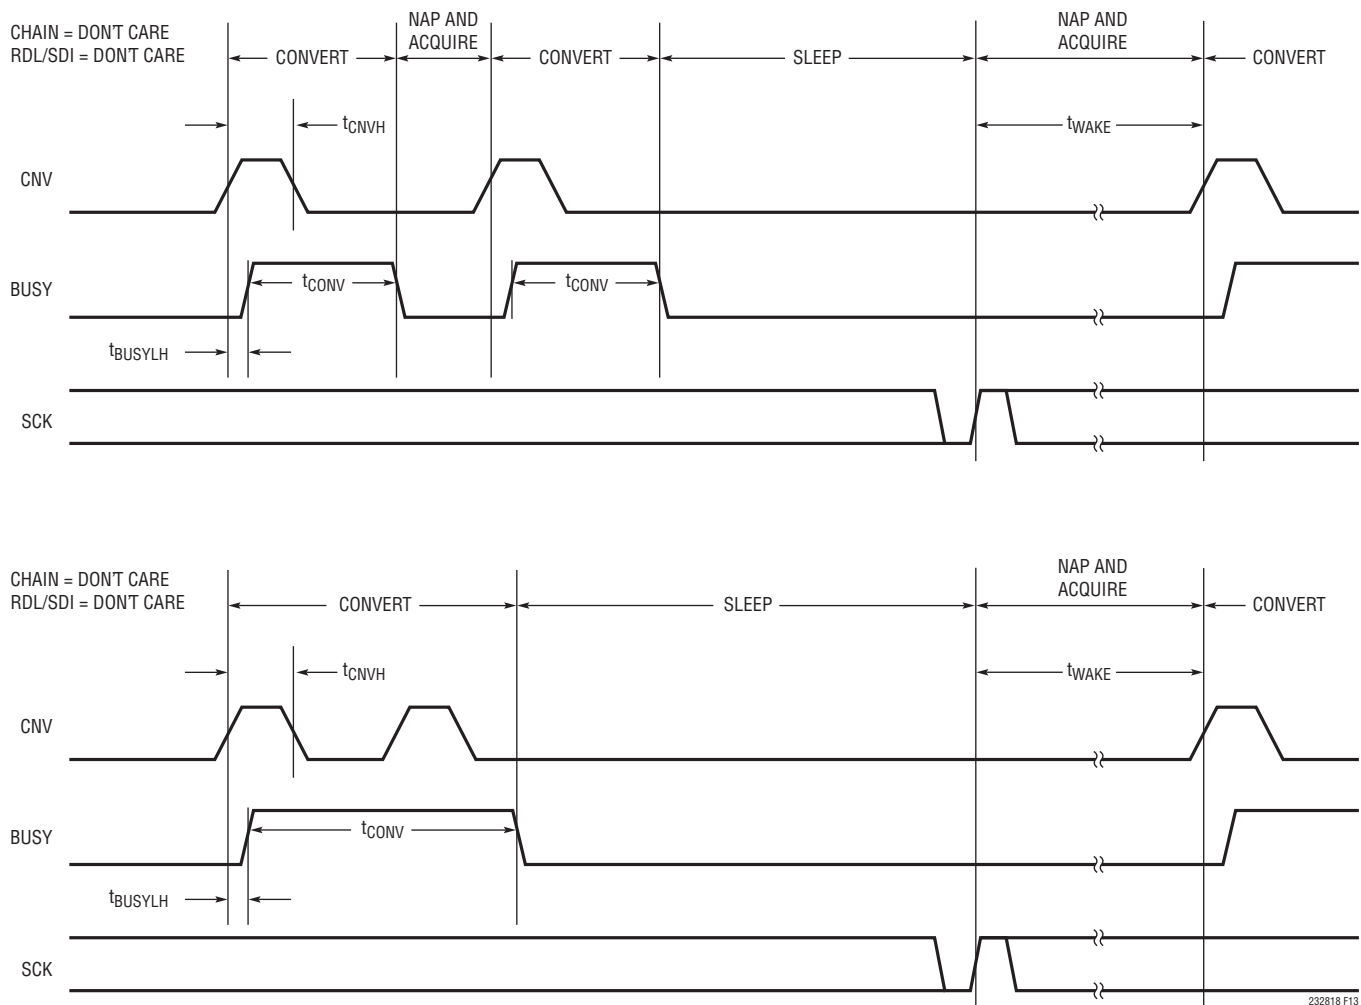 CHAIN = DON'T CARE
RDL/SDI = DON'T CARE
NAP AND
ACQUIRE
NAP AND
ACQUIRE
CONVERT
CONVERT
SLEEP
CONVERT
tCNVH
tWAKE
CNV
BUSY
tCONV
tCONV
tBUSYLH
SCK
CHAIN = DON'T CARE
RDL/SDI = DON'T CARE
NAP AND
ACQUIRE
CONVERT
SLEEP
CONVERT
tCNVH
tWAKE
CNV
BUSY
tCONV
tBUSYLH
SCK
232818 F13